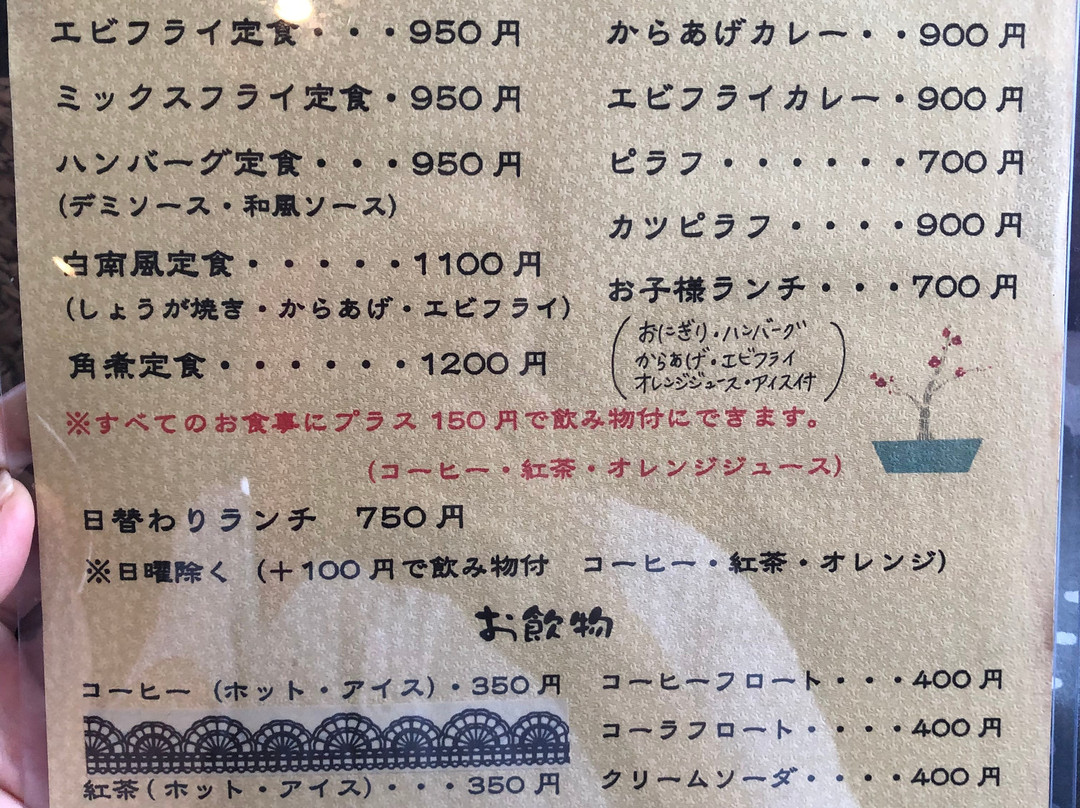 エビフライ定食・・・950円
ミックスフライ定食・950円
ハンバーグ定食・・・950円
(デミソース・和風ソース)
白南風定食・・・・・1100円
(しょうが焼き・からあげ・エビフライ)
角煮定食・・・・・・1200円
からあげカレー・・900円
エビフライカレー・900円
ピラフ・・・・・・700円
カツピラフ・・・・900円
お子様ランチ・・・700円
(おにぎり・ハンバーグ
からあげ・エビフライ
オレンジジュース・アイス付)
※すべてのお食事にプラス150円で飲み物付にできます。
(コーヒー・紅茶・オレンジジュース)
日替わりランチ 750円
※日曜除く (+100円で飲み物付 コーヒー・紅茶・オレンジ)
お飲物
コーヒー (ホット・アイス)・350円
紅茶(ホット・アイス)・・・350円
コーヒーフロート・・・400円
コーラフロート・・・・400円
クリームソーダ・・・・400円